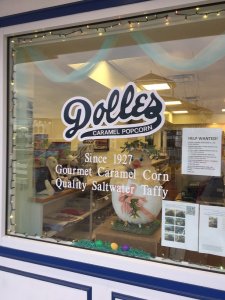 Dolle's
CARAMEL POPCORN
Since 1927
Gourmet Caramel Corn
Quality Saltwater Taffy
HELP WANTED!